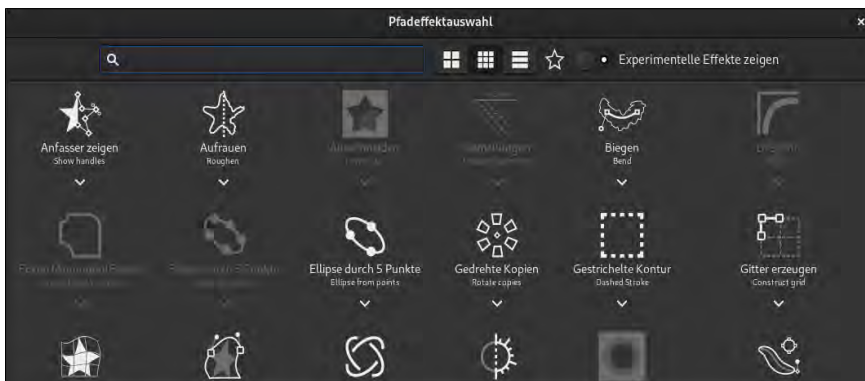 Pfadeffektauswahl
Experimentelle Effekte zeigen
Anfasser zeigen
Show handles
Aufrauen
Roughen
Biegen
Bend
Ellipse durch 5 Punkte
Ellipse from points
Gedrehte Kopien
Rotate copies
Gestrichelte Kontur
Dashed Stroke
Gitter erzeugen
Construct grid